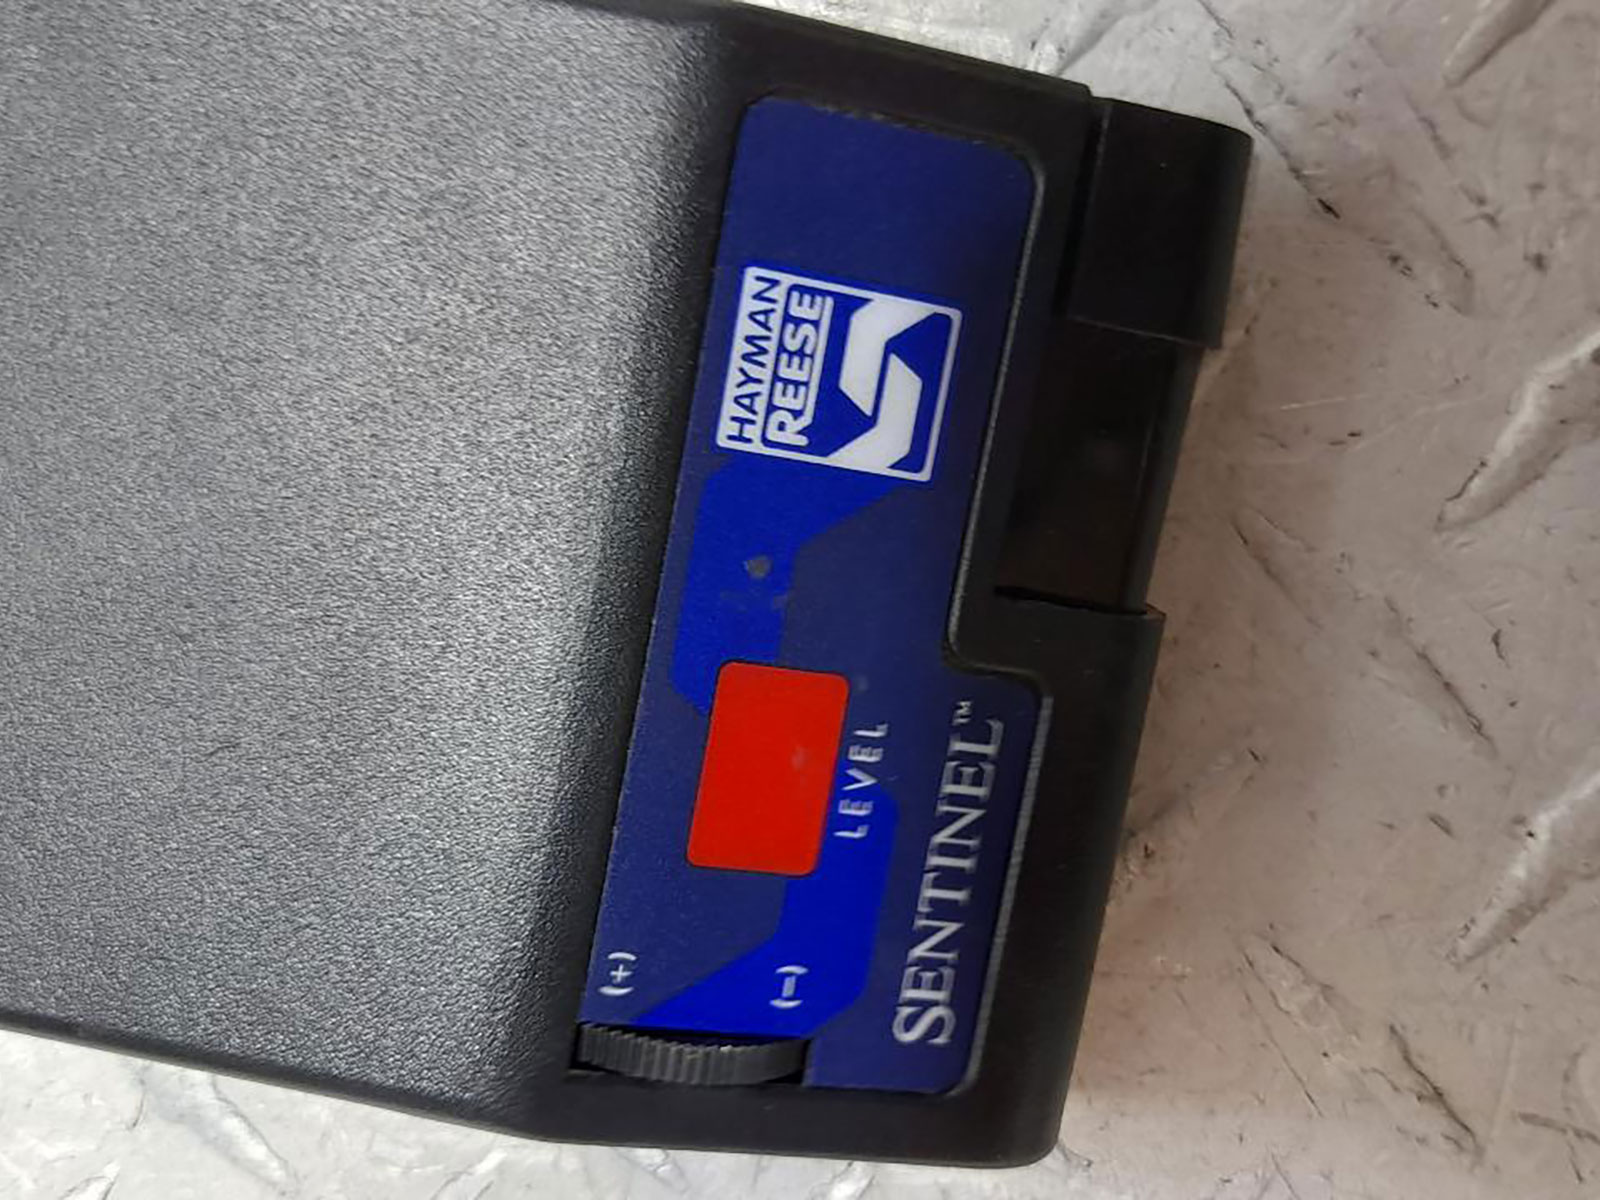 HAYMAN
REESE
LEVEL
(+)
(-)
SENTINEL™